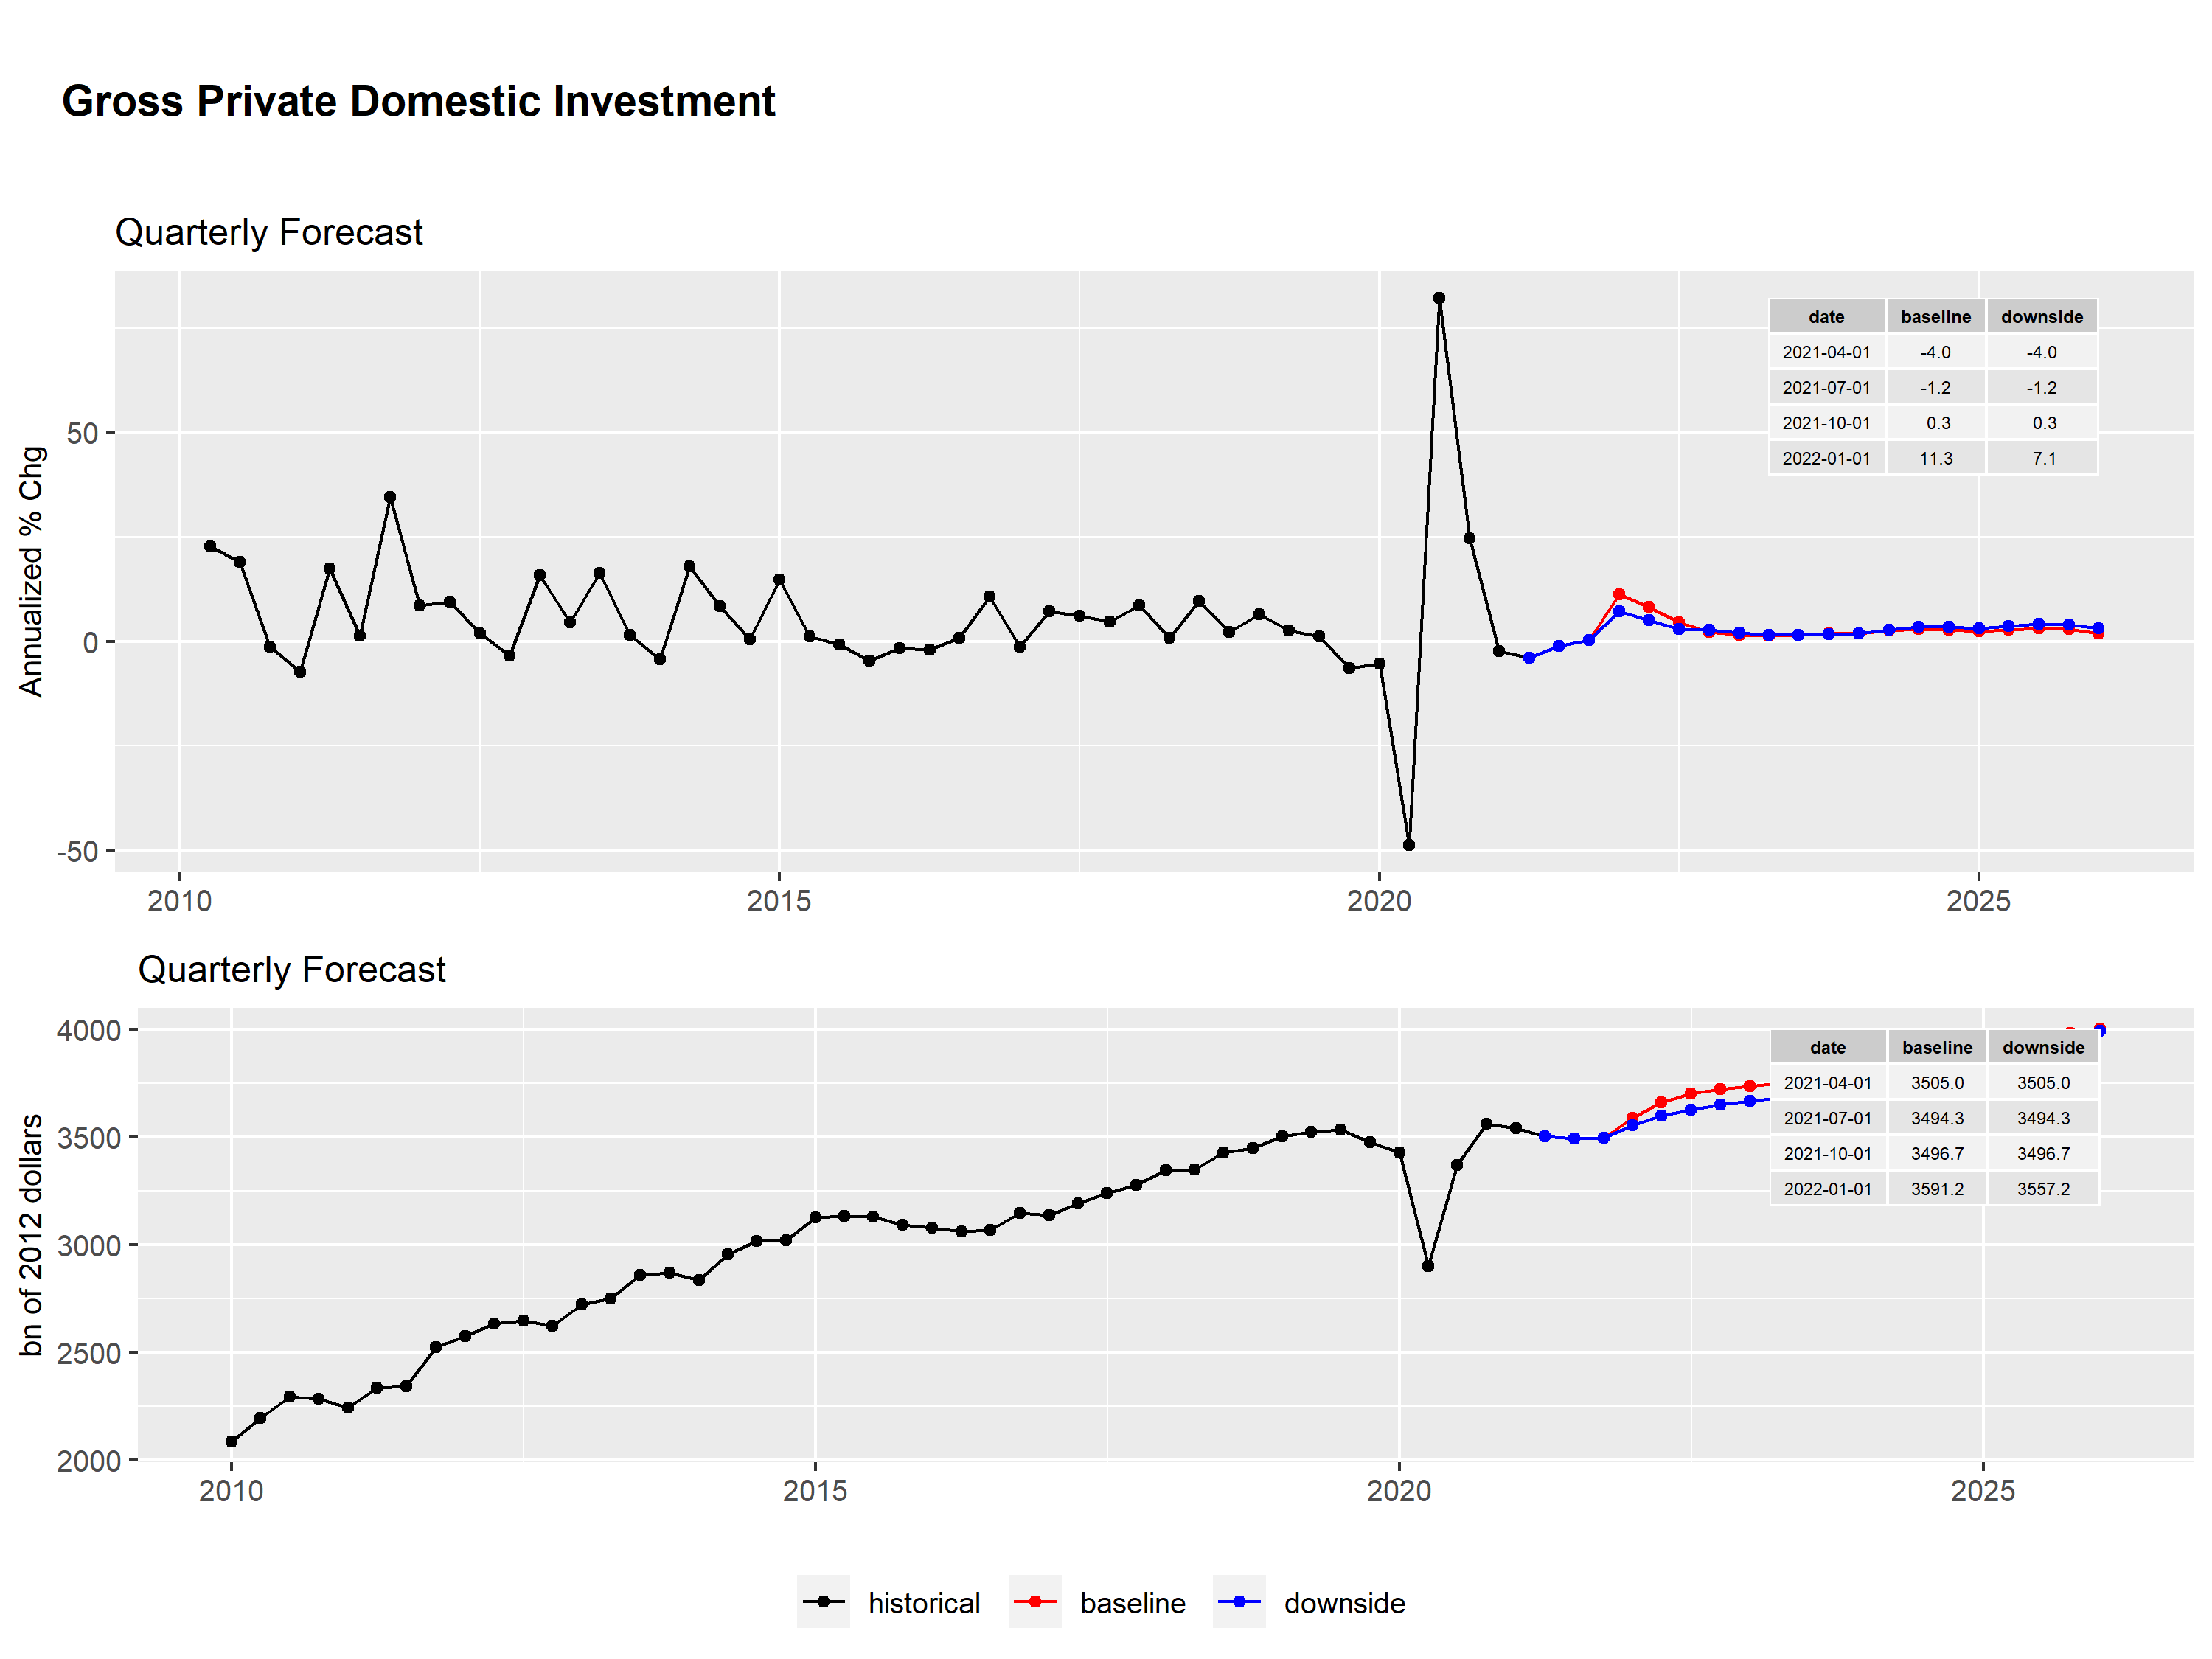 Gross Private Domestic Investment
Quarterly Forecast
Annualized % Chg
50
0
-50
date baseline downside
2021-04-01 -4.0 -4.0
2021-07-01 -1.2 -1.2
2021-10-01 0.3 0.3
2022-01-01 11.3 7.1
2010 2015 2020 2025
Quarterly Forecast
bn of 2012 dollars
4000
3500
3000
2500
2000
date baseline downside
2021-04-01 3505.0 3505.0
2021-07-01 3494.3 3494.3
2021-10-01 3496.7 3496.7
2022-01-01 3591.2 3557.2
2010 2015 2020 2025
historical baseline downside